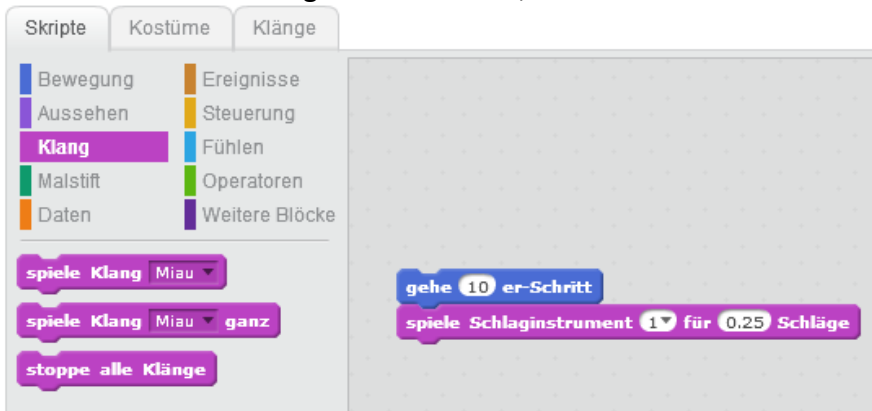 Skripte Kostüme Klänge
Bewegung Ereignisse
Aussehen Steuerung
Klang Fühlen
Malstift Operatoren
Daten Weitere Blöcke
spiele Klang Miau
spiele Klang Miau ganz
stoppe alle Klänge
gehe 10 er-Schritt
spiele Schlaginstrument 1 für 0.25 Schläge